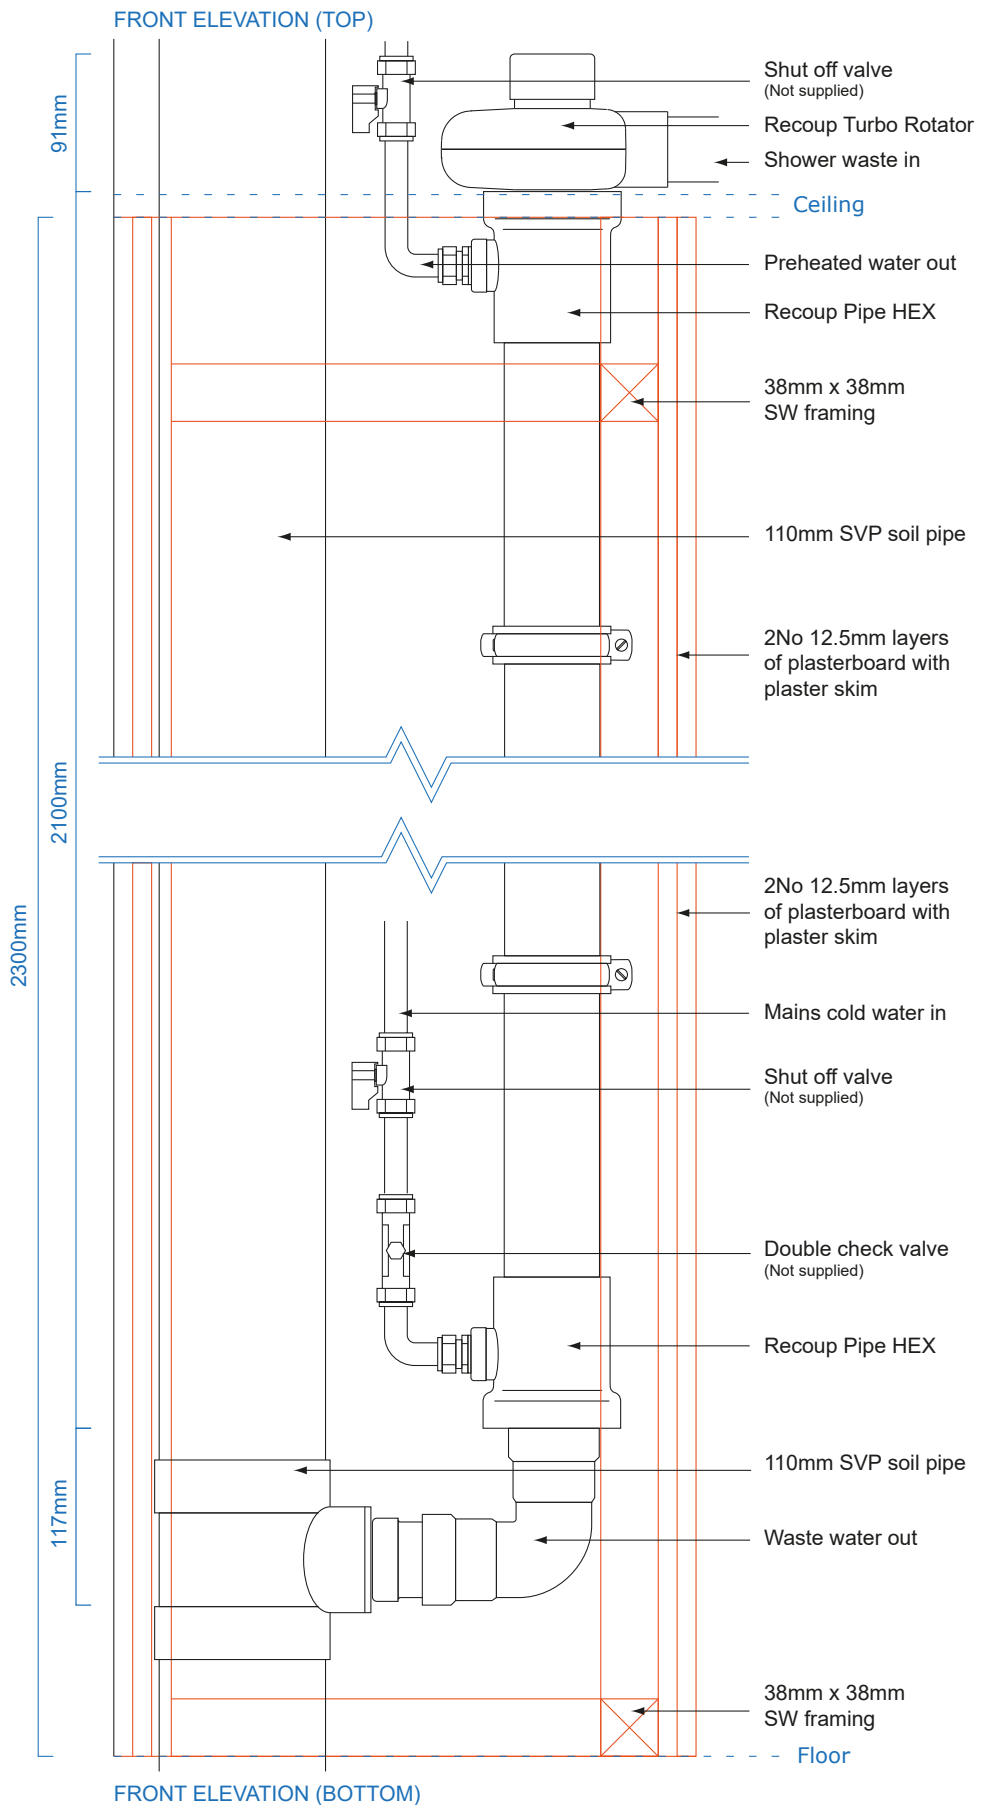 FRONT ELEVATION (TOP)
Shut off valve
(Not supplied)
91mm
Recoup Turbo Rotator
Shower waste in
Ceiling
Preheated water out
Recoup Pipe HEX
38mm x 38mm
SW framing
110mm SVP soil pipe
2No 12.5mm layers
of plasterboard with
plaster skim
2100mm
2No 12.5mm layers
of plasterboard with
plaster skim
2300mm
Mains cold water in
Shut off valve
(Not supplied)
Double check valve
(Not supplied)
Recoup Pipe HEX
110mm SVP soil pipe
117mm
Waste water out
38mm x 38mm
SW framing
Floor
FRONT ELEVATION (BOTTOM)